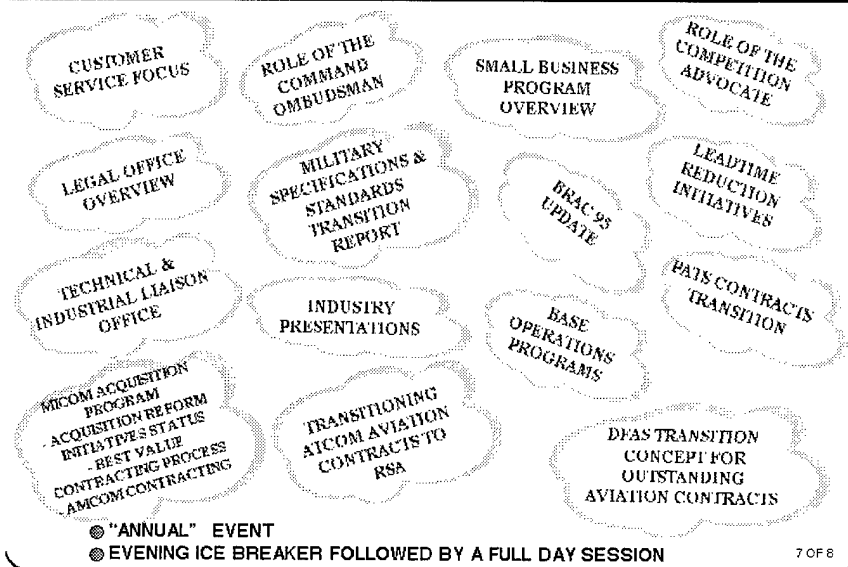 CUSTOMER
SERVICE FOCUS
ROLE OF THE
COMMAND
OMBUDSMAN
SMALL BUSINESS
PROGRAM
OVERVIEW
ROLE OF THE
COMPETITION
ADVOCATE
LEGAL OFFICE
OVERVIEW
MILITARY
SPECIFICATIONS &
STANDARDS
TRANSITION
REPORT
BRAC 95
UPDATE
LEADTIME
REDUCTION
INITIATIVES
TECHNICAL &
INDUSTRIAL LIAISON
OFFICE
INDUSTRY
PRESENTATIONS
BASE
OPERATIONS
PROGRAMS
PATS CONTRACTS
TRANSITION
MICOM ACQUISITION
PROGRAM
- ACQUISITION REFORM
INITIATIVES STATUS
- BEST VALUE
CONTRACTING PROCESS
- AMCOM CONTRACTING
TRANSITIONING
ATCOM AVIATION
CONTRACTS TO
RSA
DFAS TRANSITION
CONCEPT FOR
OUTSTANDING
AVIATION CONTRACTS
"ANNUAL" EVENT
EVENING ICE BREAKER FOLLOWED BY A FULL DAY SESSION
7 OF 8